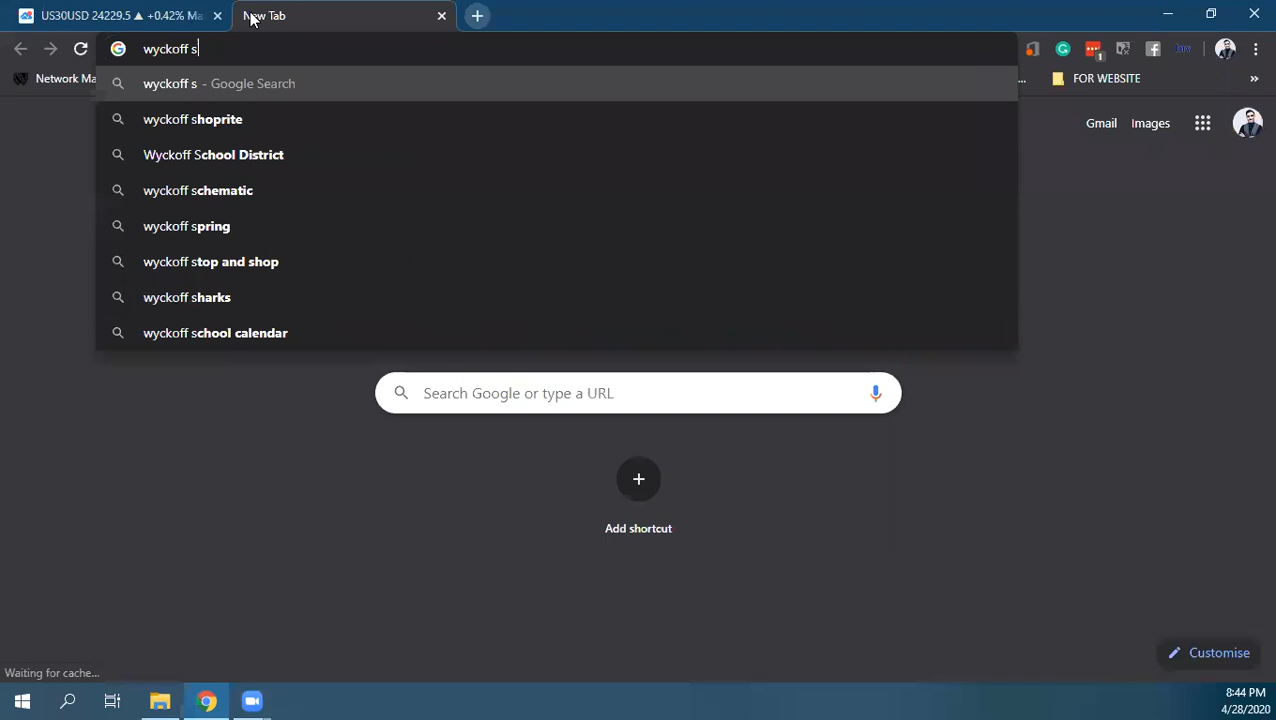 US30USD 24229.5 ▲ +0.42% Ma
New Tab
wyckoff s
Network Ma
...
FOR WEBSITE
»
wyckoff s - Google Search
wyckoff shoprite
Wyckoff School District
wyckoff schematic
wyckoff spring
wyckoff stop and shop
wyckoff sharks
wyckoff school calendar
Gmail Images
Search Google or type a URL
Add shortcut
Customise
Waiting for cache...
8:44 PM
4/28/2020